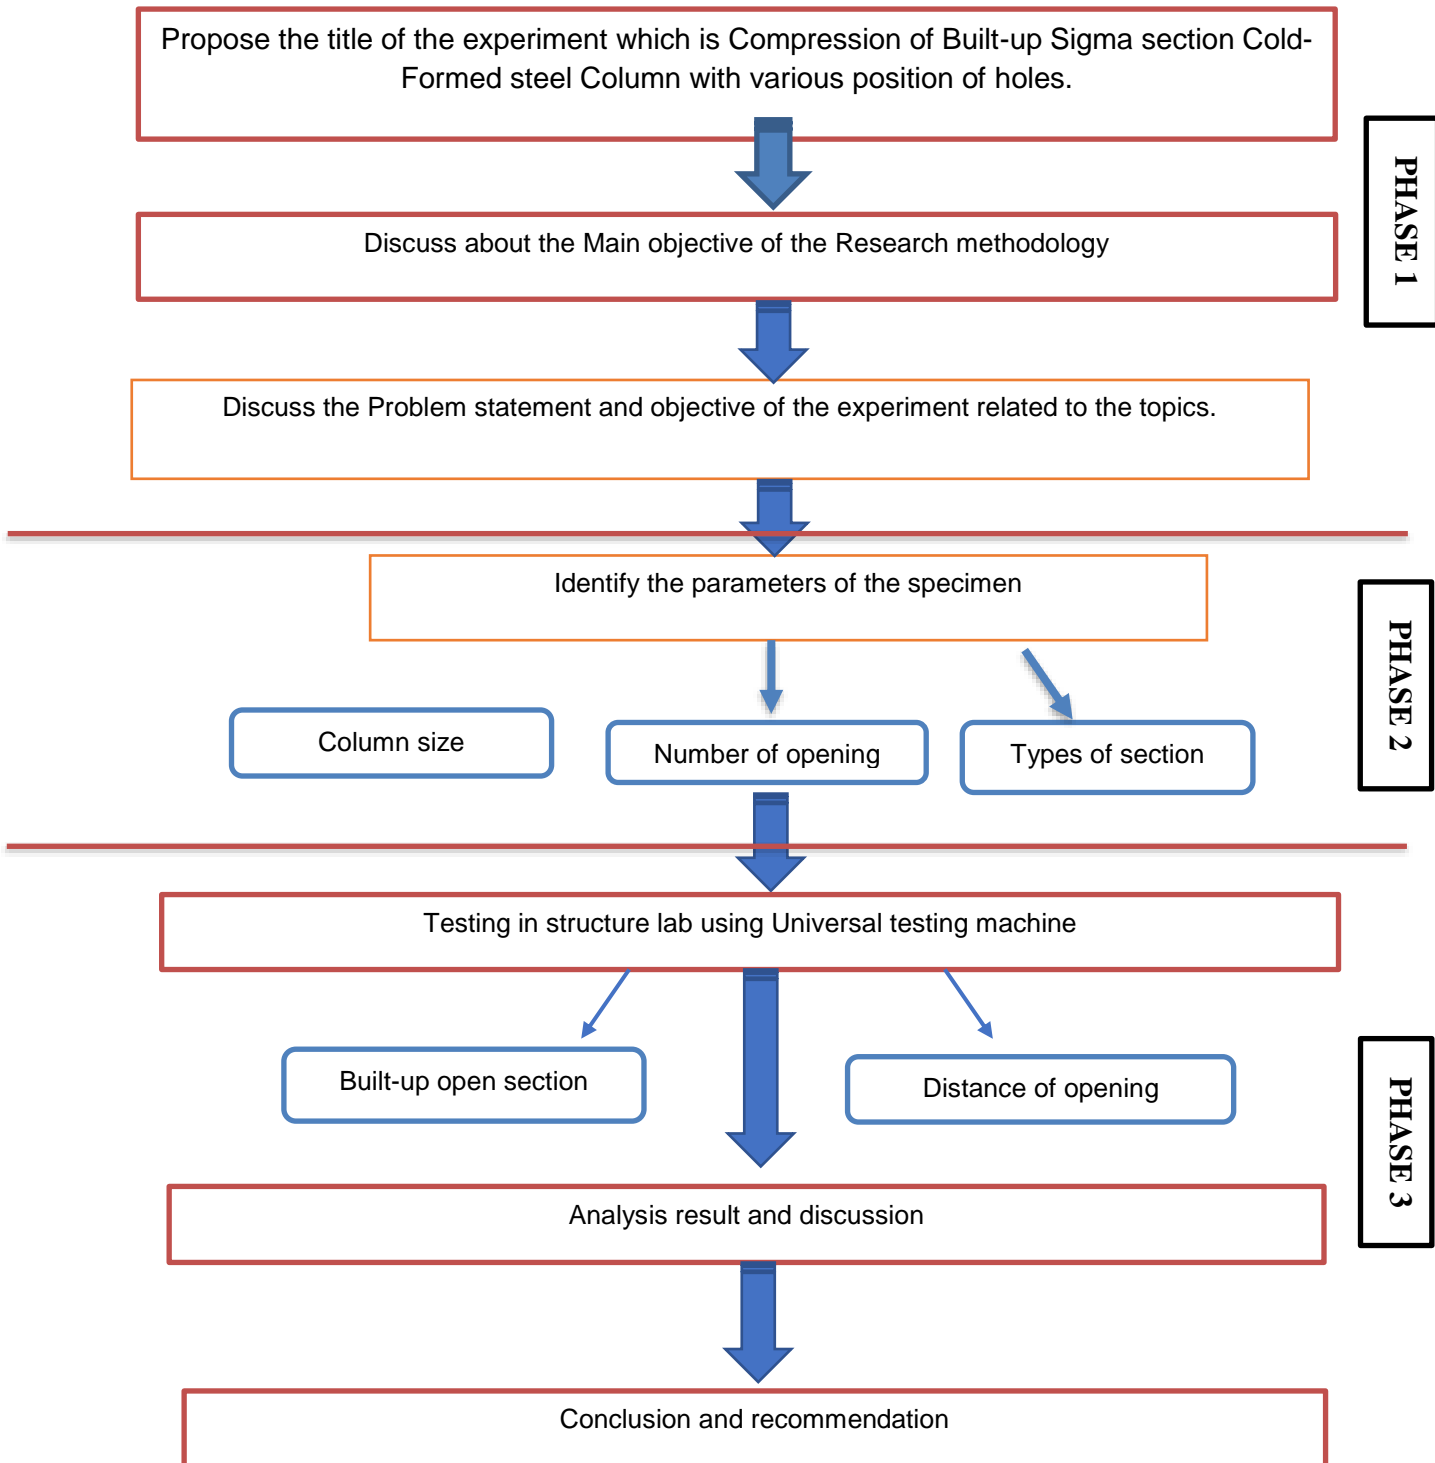 Propose the title of the experiment which is Compression of Built-up Sigma section Cold-
Formed steel Column with various position of holes.
PHASE 1
Discuss about the Main objective of the Research methodology
Discuss the Problem statement and objective of the experiment related to the topics.
Identify the parameters of the specimen
PHASE 2
Column size
Number of opening
Types of section
Testing in structure lab using Universal testing machine
Built-up open section
Distance of opening
PHASE 3
Analysis result and discussion
Conclusion and recommendation